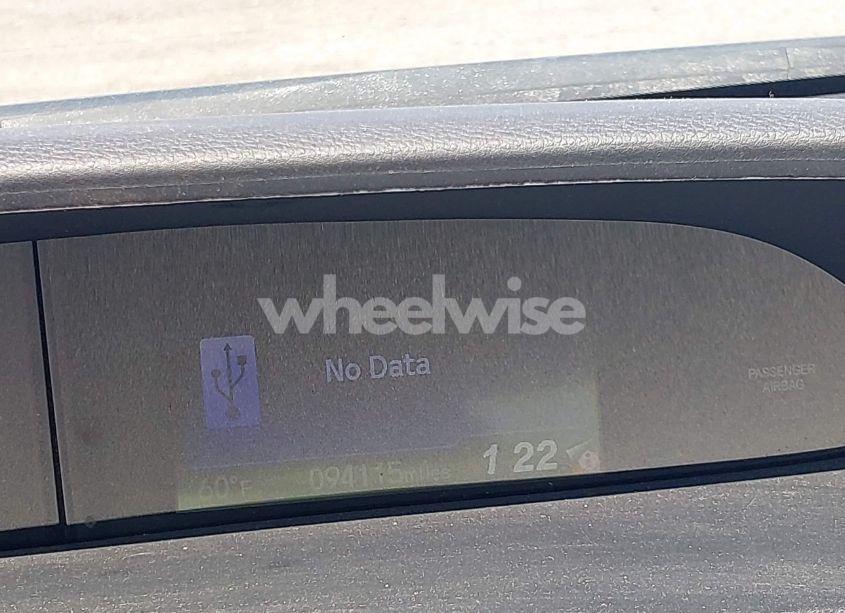 wheelwise
No Data
PASSENGER
AIRBAG
60°F 094115miles 1 22